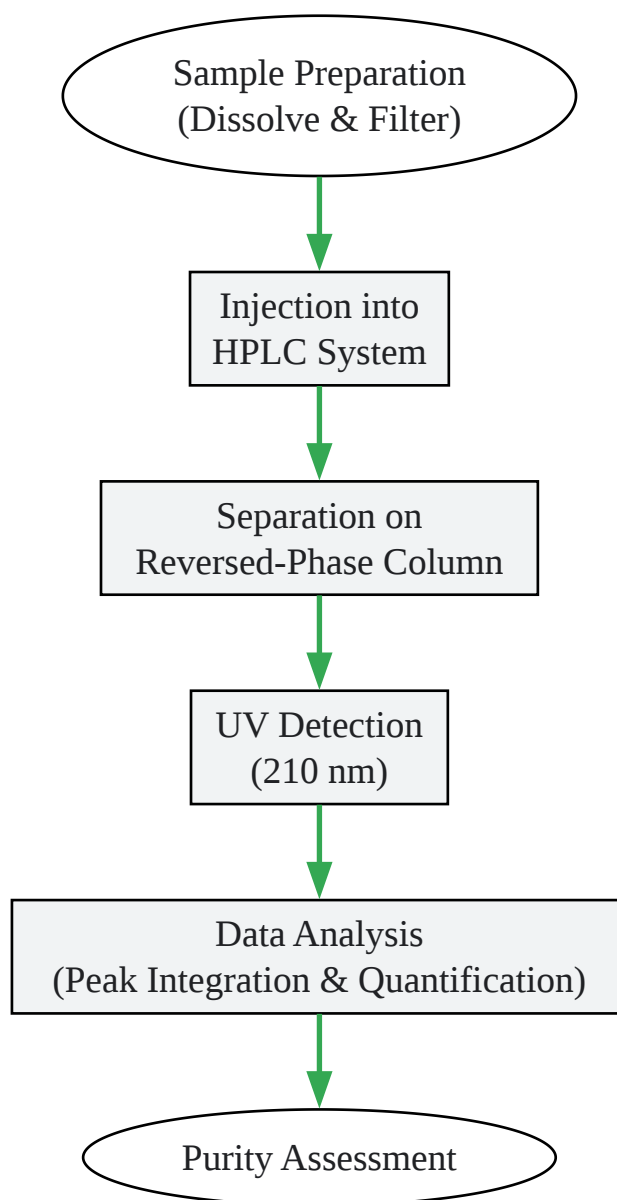 Sample Preparation
(Dissolve & Filter)
Injection into
HPLC System
Separation on
Reversed-Phase Column
UV Detection
(210 nm)
Data Analysis
(Peak Integration & Quantification)
Purity Assessment